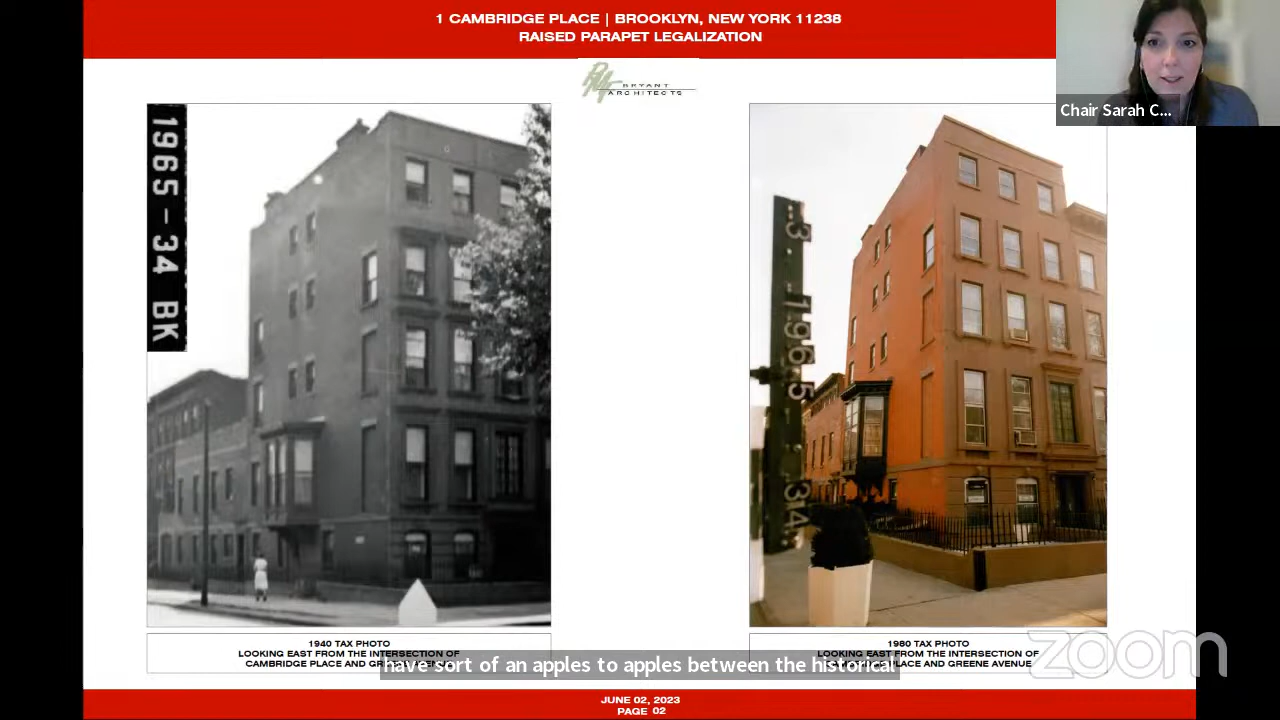 1 CAMBRIDGE PLACE | BROOKLYN, NEW YORK 11238
RAISED PARAPET LEGALIZATION
Chair Sarah C...
BRYANT
ARCHITECTS
1965-34 BK
3. 1965 314
1940 TAX PHOTO
LOOKING EAST FROM THE INTERSECTION OF
CAMBRIDGE PLACE AND
1980 TAX PHOTO
LOOKING EAST FROM THE INTERSECTION OF
PLACE AND GREENE AVENUE
have sort of an apples to apples between the historical
zoom
JUNE 02, 2023
PAGE 02